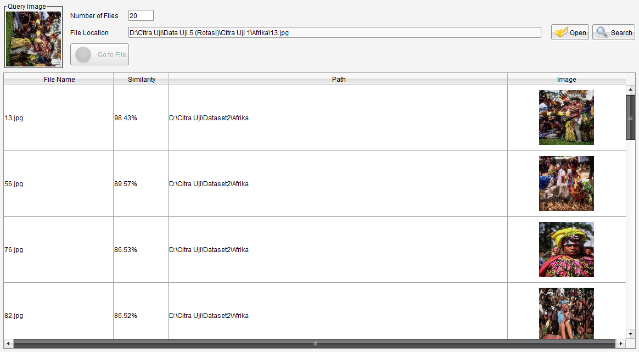 Query Image
Number of Files 20
File Location D:\Citra Uji\Data Uji 5 (Rotasi)\Citra Uji 1\Afrika\13.jpg Open Search
Go to File
File Name Similarity Path Image
13.jpg 98.43% D:\Citra Uji\Dataset2\Afrika
56.jpg 89.57% D:\Citra Uji\Dataset2\Afrika
76.jpg 86.53% D:\Citra Uji\Dataset2\Afrika
82.jpg 86.52% D:\Citra Uji\Dataset2\Afrika